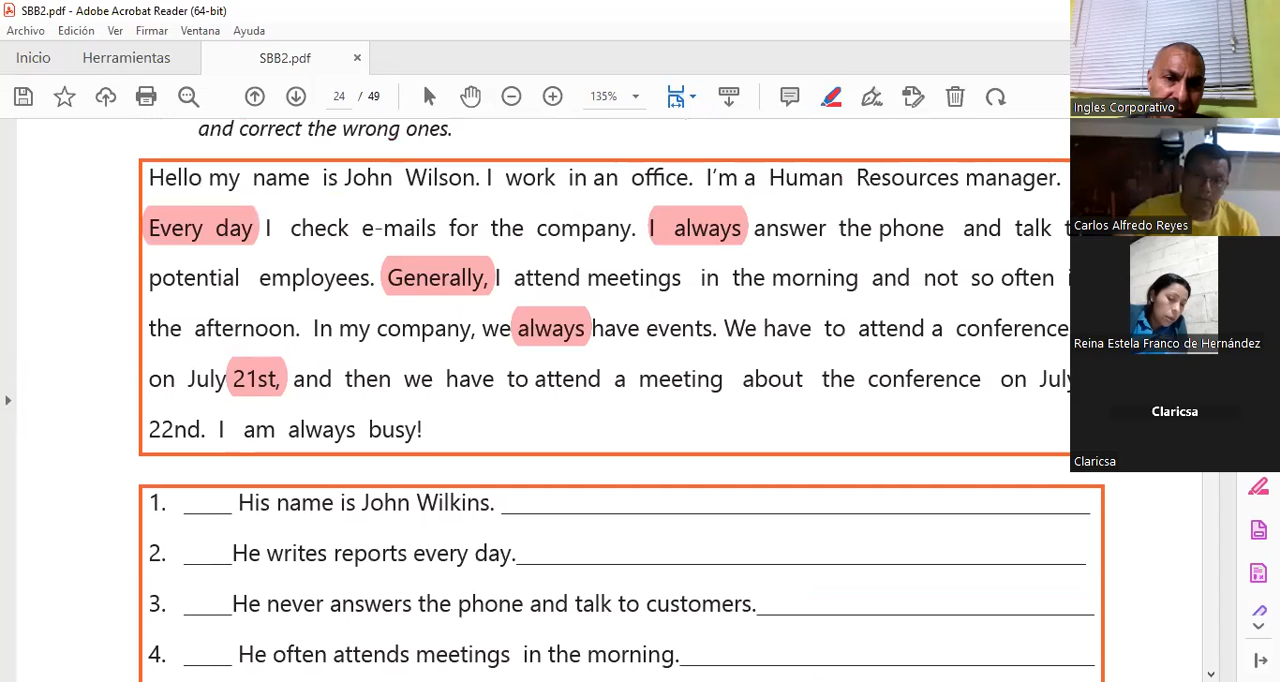 SBB2.pdf - Adobe Acrobat Reader (64-bit)
Archivo Edición Ver Firmar Ventana Ayuda
Inicio Herramientas SBB2.pdf ×
24 / 49 135%
and correct the wrong ones.
Hello my name is John Wilson. I work in an office. I'm a Human Resources manager.
Every day I check e-mails for the company. I always answer the phone and talk
potential employees. Generally, I attend meetings in the morning and not so often
the afternoon. In my company, we always have events. We have to attend a conference
on July 21st, and then we have to attend a meeting about the conference on July
22nd. I am always busy!
1. ____ His name is John Wilkins. ____
2. ____He writes reports every day.____
3. ____He never answers the phone and talk to customers.____
4. ____ He often attends meetings in the morning.____
Ingles Corporativo
Carlos Alfredo Reyes
Reina Estela Franco de Hernández
Claricsa
Claricsa